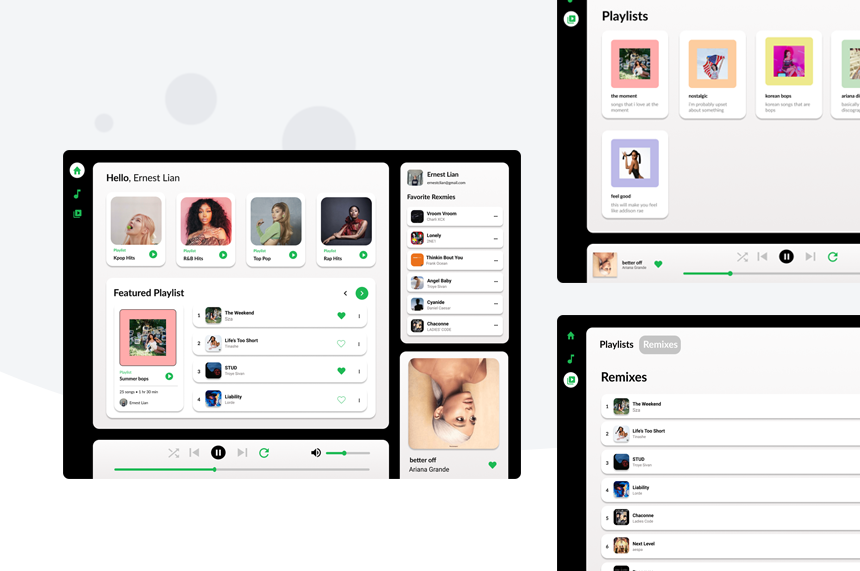 Hello, Ernest Lian
Playlist
Kpop Hits
Playlist
R&B Hits
Playlist
Top Pop
Playlist
Rap Hits
Featured Playlist
Playlist
Summer bops
25 songs • 1 hr 30 min
Ernest Lian
1
The Weekend
Sza
2
Life's Too Short
Tinashe
3
STUD
Troye Sivan
4
Liability
Lorde
Ernest Lian
ernestclian@gmail.com
Favorite Rexmies
Vroom Vroom
Charli XCX
Lonely
2NE1
Thinkin Bout You
Frank Ocean
Angel Baby
Troye Sivan
Cyanide
Daniel Caesar
Chaconne
LADIES' CODE
better off
Ariana Grande
Playlists
the moment
songs that i love at the
moment
nostalgic
i'm probably upset
about something
korean bops
korean songs that are
bops
ariana di
basically
discogra
feel good
this will make you feel
like addison rae
better off
Ariana Grande
Playlists
Remixes
Remixes
1
The Weekend
Sza
2
Life's Too Short
Tinashe
3
STUD
Troye Sivan
4
Liability
Lorde
5
Chaconne
Ladies Code
6
Next Level
aespa